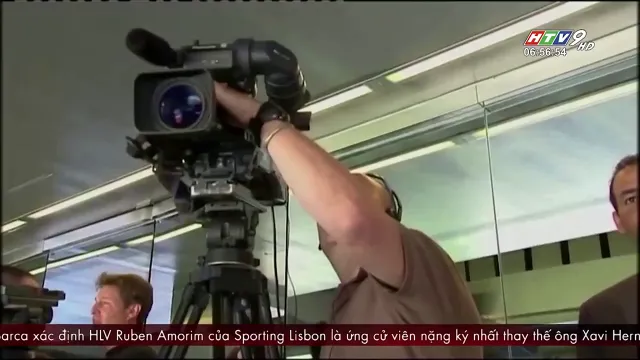 HTV9 HD
06:56:54
Barca xác định HLV Ruben Amorim của Sporting Lisbon là ứng cử viên nặng ký nhất thay thế ông Xavi Hern